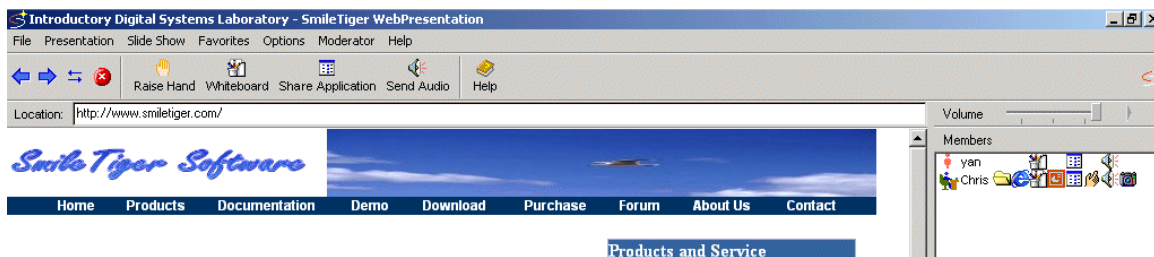 Introductory Digital Systems Laboratory - SmileTiger WebPresentation
File Presentation Slide Show Favorites Options Moderator Help
Raise Hand Whiteboard Share Application Send Audio Help
Location: http://www.smiletiger.com/ Volume
Smile Tiger Software
Members
yan
Chris
Home Products Documentation Demo Download Purchase Forum About Us Contact
Products and Service